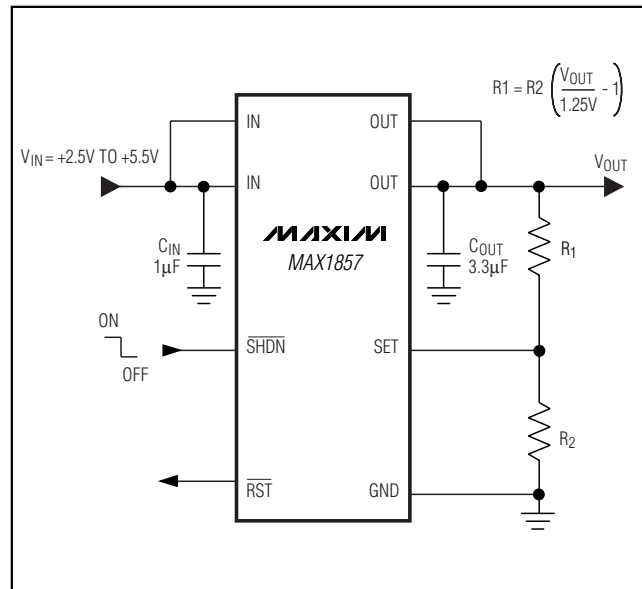 R1 = R2 (VOUT / 1.25V - 1)
VIN = +2.5V TO +5.5V
IN
OUT
IN
OUT
VOUT
CIN
1µF
MAXIM
MAX1857
COUT
3.3µF
R1
ON
OFF
SHDN
SET
R2
RST
GND